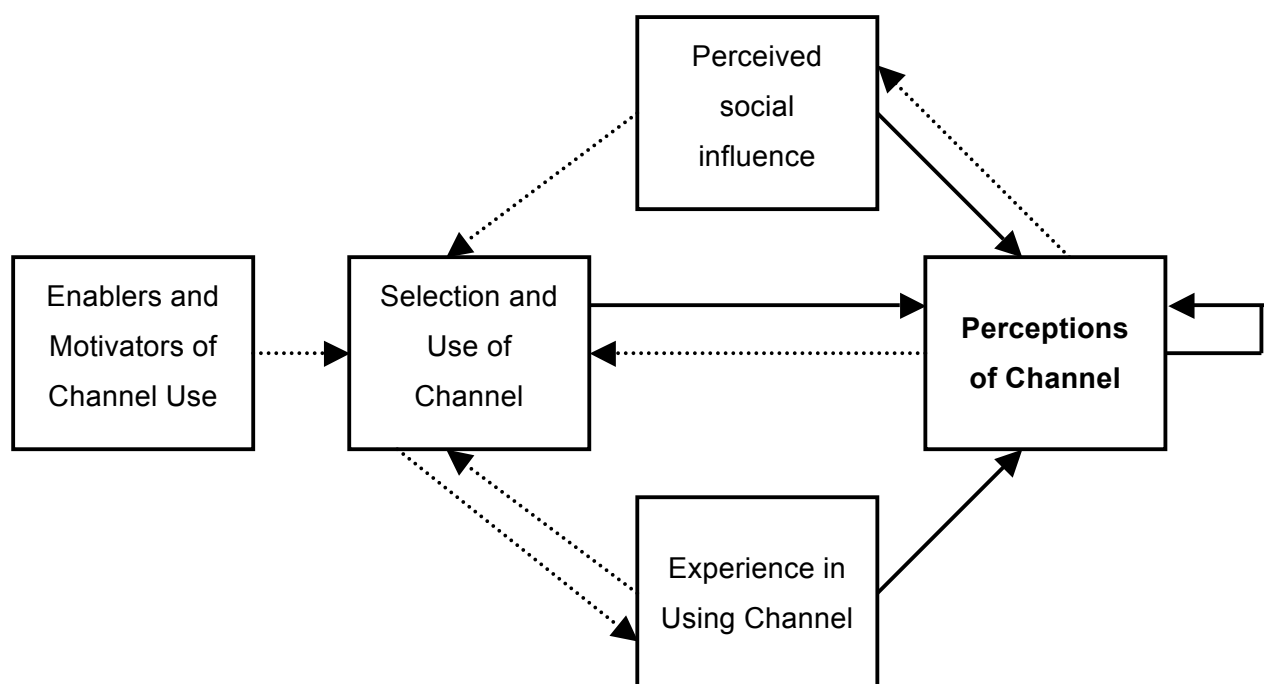 Perceived
social
influence
Enablers and
Motivators of
Channel Use
Selection and
Use of
Channel
Perceptions
of Channel
Experience in
Using Channel